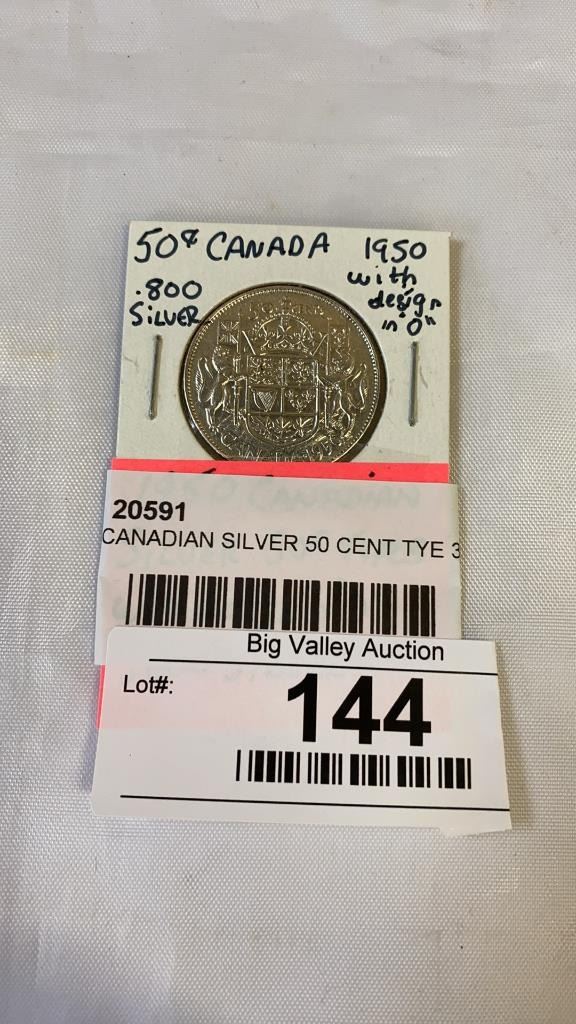 50¢ CANADA 1950
.800 with
SILVER design
in "O"
20591
CANADIAN SILVER 50 CENT TYE 3
Big Valley Auction
Lot#: 144